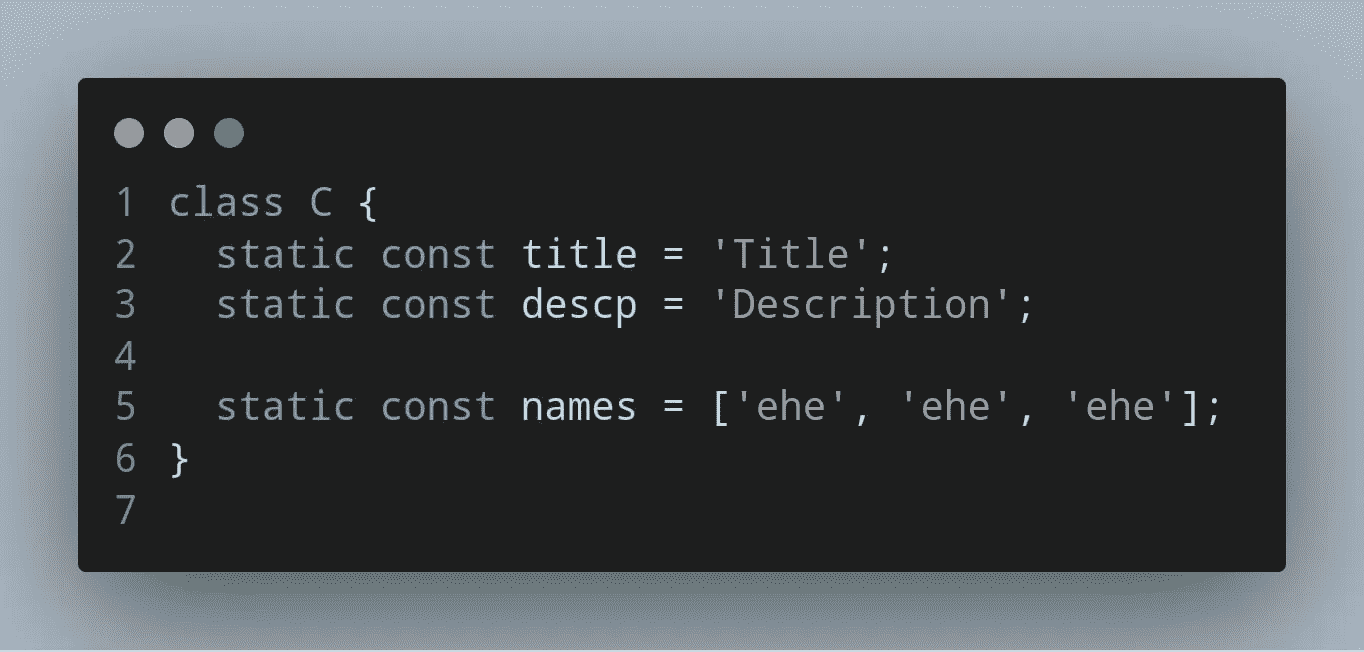 1 class C {
2   static const title = 'Title';
3   static const descp = 'Description';
4
5   static const names = ['ehe', 'ehe', 'ehe'];
6 }
7